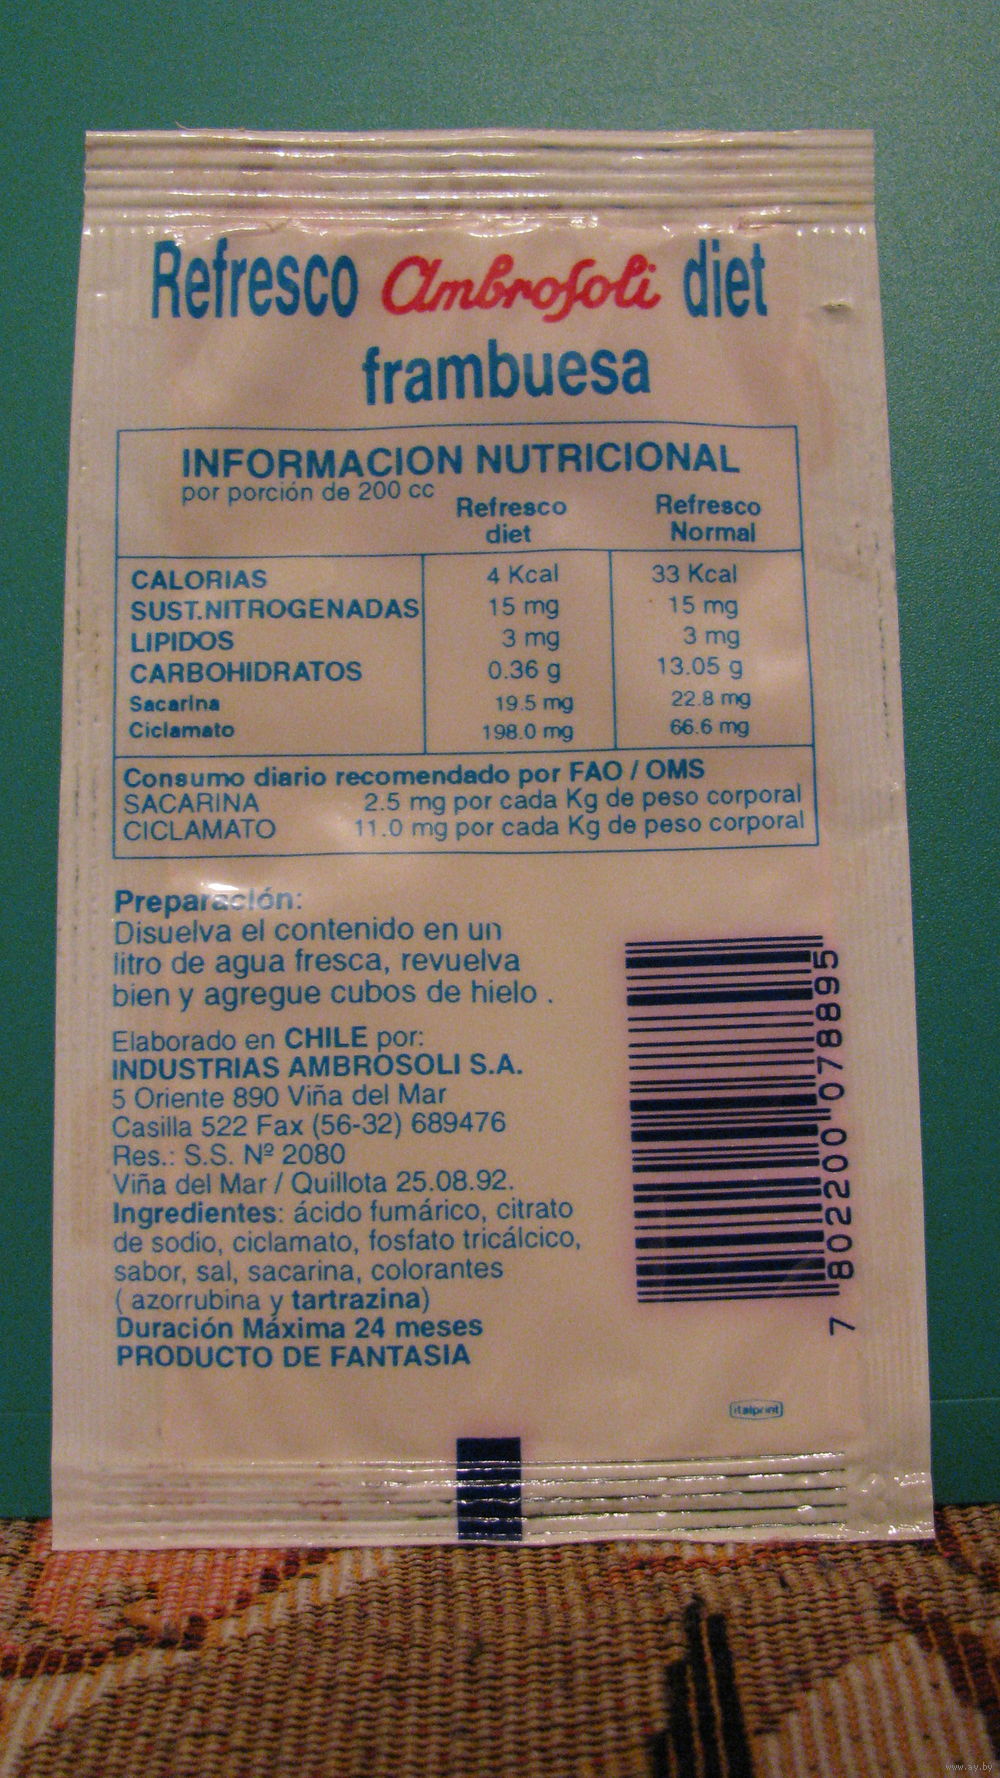 Refresco Ambrosoli diet
frambuesa
INFORMACION NUTRICIONAL
por porción de 200 cc
Refresco diet
Refresco Normal
CALORIAS 4 Kcal 33 Kcal
SUST.NITROGENADAS 15 mg 15 mg
LIPIDOS 3 mg 3 mg
CARBOHIDRATOS 0.36 g 13.05 g
Sacarina 19.5 mg 22.8 mg
Ciclamato 198.0 mg 66.6 mg
Consumo diario recomendado por FAO / OMS
SACARINA 2.5 mg por cada Kg de peso corporal
CICLAMATO 11.0 mg por cada Kg de peso corporal
Preparación:
Disuelva el contenido en un
litro de agua fresca, revuelva
bien y agregue cubos de hielo .
Elaborado en CHILE por:
INDUSTRIAS AMBROSOLI S.A.
5 Oriente 890 Viña del Mar
Casilla 522 Fax (56-32) 689476
Res.: S.S. Nº 2080
Viña del Mar / Quillota 25.08.92.
Ingredientes: ácido fumárico, citrato
de sodio, ciclamato, fosfato tricálcico,
sabor, sal, sacarina, colorantes
( azorrubina y tartrazina)
Duración Máxima 24 meses
PRODUCTO DE FANTASIA
7 802200 078895
italprint
www.ay.by